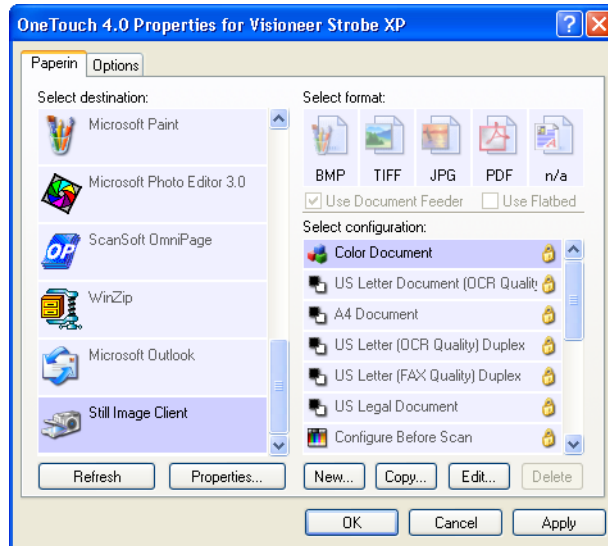 OneTouch 4.0 Properties for Visioneer Strobe XP
Paperin
Options
Select destination:
Microsoft Paint
Microsoft Photo Editor 3.0
ScanSoft OmniPage
WinZip
Microsoft Outlook
Still Image Client
Refresh
Properties...
Select format:
BMP
TIFF
JPG
PDF
n/a
Use Document Feeder
Use Flatbed
Select configuration:
Color Document
US Letter Document (OCR Quality
A4 Document
US Letter (OCR Quality) Duplex
US Letter (FAX Quality) Duplex
US Legal Document
Configure Before Scan
New...
Copy...
Edit...
Delete
OK
Cancel
Apply